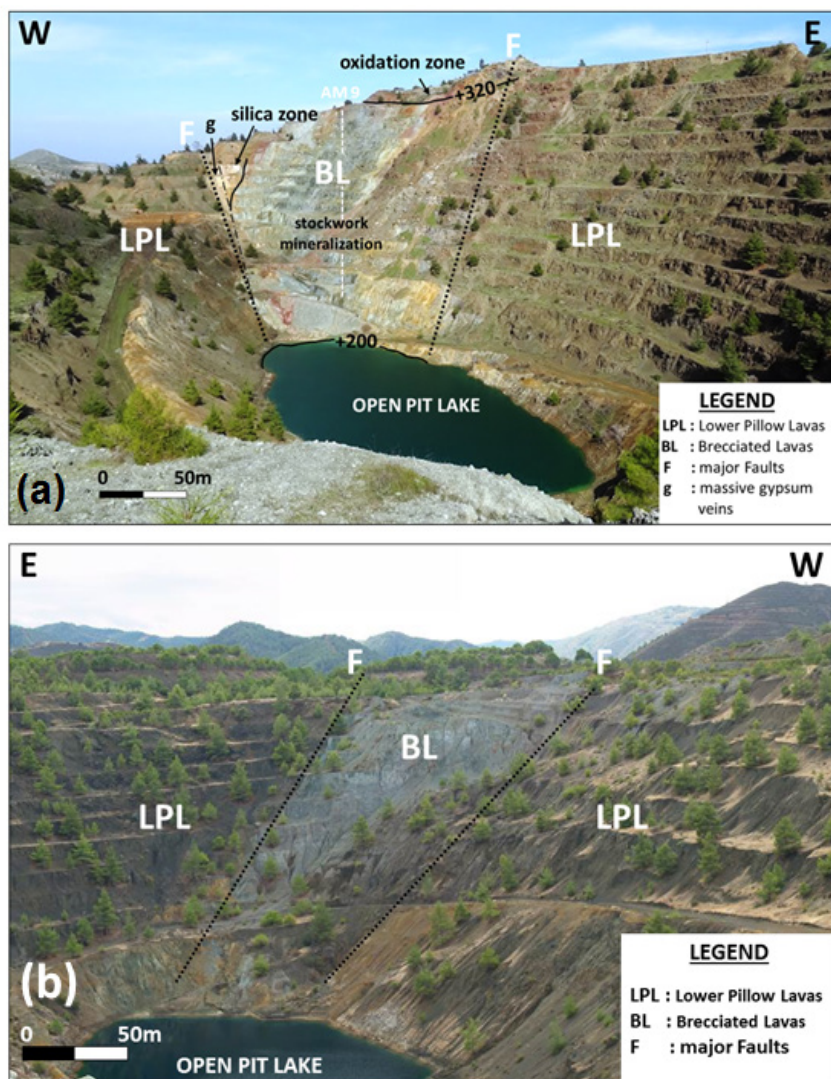 W
E
F
oxidation zone
AM 9
+320
silica zone
g
F
BL
LPL
stockwork
mineralization
LPL
+200
OPEN PIT LAKE
LEGEND
LPL : Lower Pillow Lavas
BL : Brecciated Lavas
F : major Faults
g : massive gypsum
veins
0 50m
(a)
E
W
F
F
BL
LPL
LPL
(b)
0 50m
OPEN PIT LAKE
LEGEND
LPL : Lower Pillow Lavas
BL : Brecciated Lavas
F : major Faults